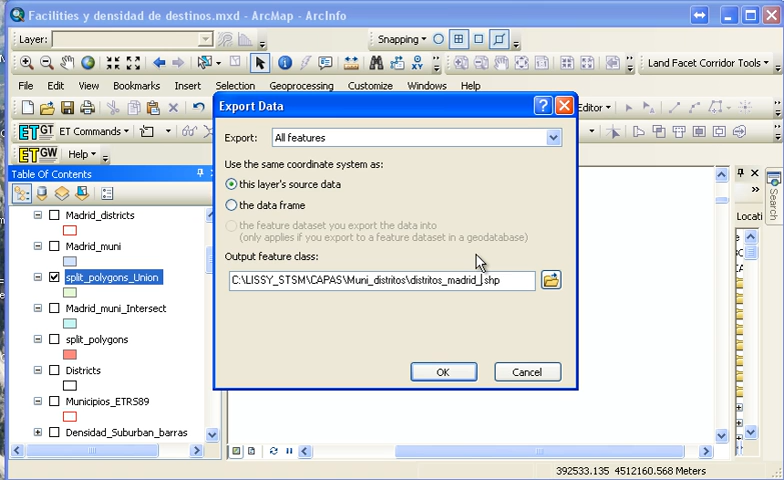 Facilities y densidad de destinos.mxd - ArcMap - ArcInfo
Layer:
Snapping
Land Facet Corridor Tools
File Edit View Bookmarks Insert Selection Geoprocessing Customize Windows Help
Export Data
Editor
ET GT ET Commands
ET GW Help
Export: All features
Use the same coordinate system as:
this layer's source data
the data frame
the feature dataset you export the data into
(only applies if you export to a feature dataset in a geodatabase)
Output feature class:
C:\LISSY_STSM\CAPAS\Muni_distritos\distritos_madrid_.shp
OK Cancel
Table Of Contents
Madrid_districts
Madrid_muni
split_polygons_Union
Madrid_muni_Intersect
split_polygons
Districts
Municipios_ETRS89
Densidad_Suburban_barras
Search
Locati
392533.135 4512160.568 Meters